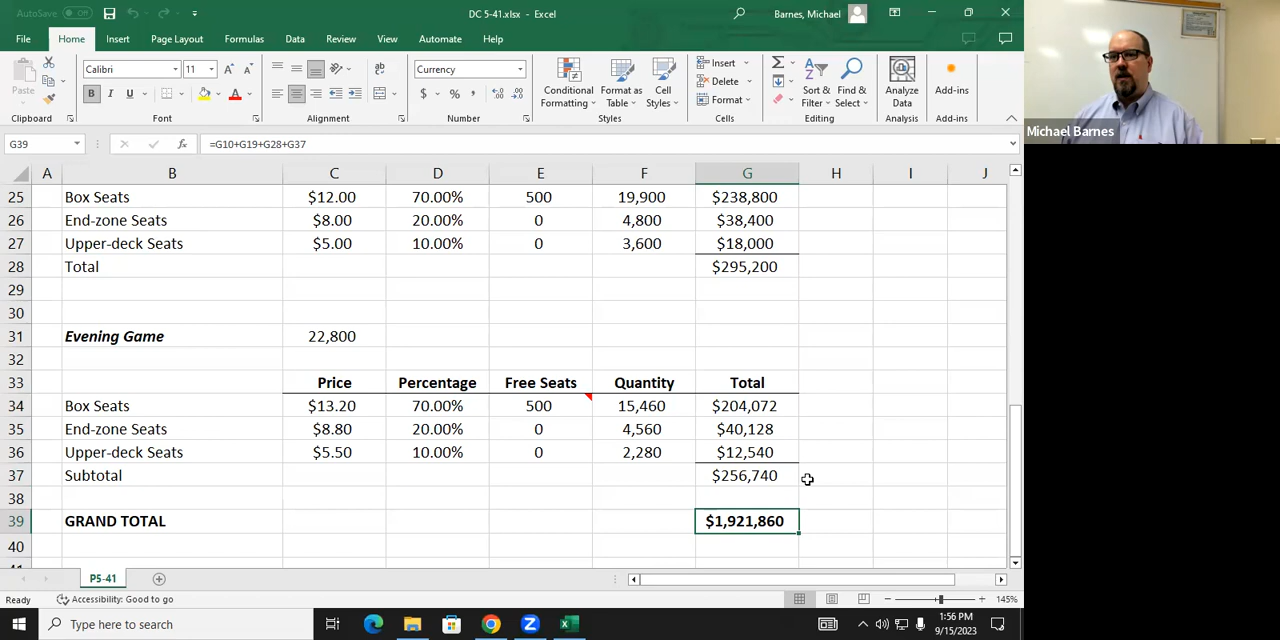 AutoSave Off DC 5-41.xlsx - Excel Barnes, Michael
File Home Insert Page Layout Formulas Data Review View Automate Help
Paste Calibri 11 A A ab Currency Insert
B I U A $ % , Conditional Formatting Format as Table Cell Styles Delete Format Sort & Filter Find & Select Analyze Data Add-ins
Clipboard Font Alignment Number Styles Cells Editing Analysis Add-ins
Michael Barnes
G39 fx =G10+G19+G28+G37
A B C D E F G H I J
25 Box Seats $12.00 70.00% 500 19,900 $238,800
26 End-zone Seats $8.00 20.00% 0 4,800 $38,400
27 Upper-deck Seats $5.00 10.00% 0 3,600 $18,000
28 Total $295,200
29
30
31 Evening Game 22,800
32
33 Price Percentage Free Seats Quantity Total
34 Box Seats $13.20 70.00% 500 15,460 $204,072
35 End-zone Seats $8.80 20.00% 0 4,560 $40,128
36 Upper-deck Seats $5.50 10.00% 0 2,280 $12,540
37 Subtotal $256,740
38
39 GRAND TOTAL $1,921,860
40
P5-41
Ready Accessibility: Good to go 145%
Type here to search 1:56 PM
9/15/2023